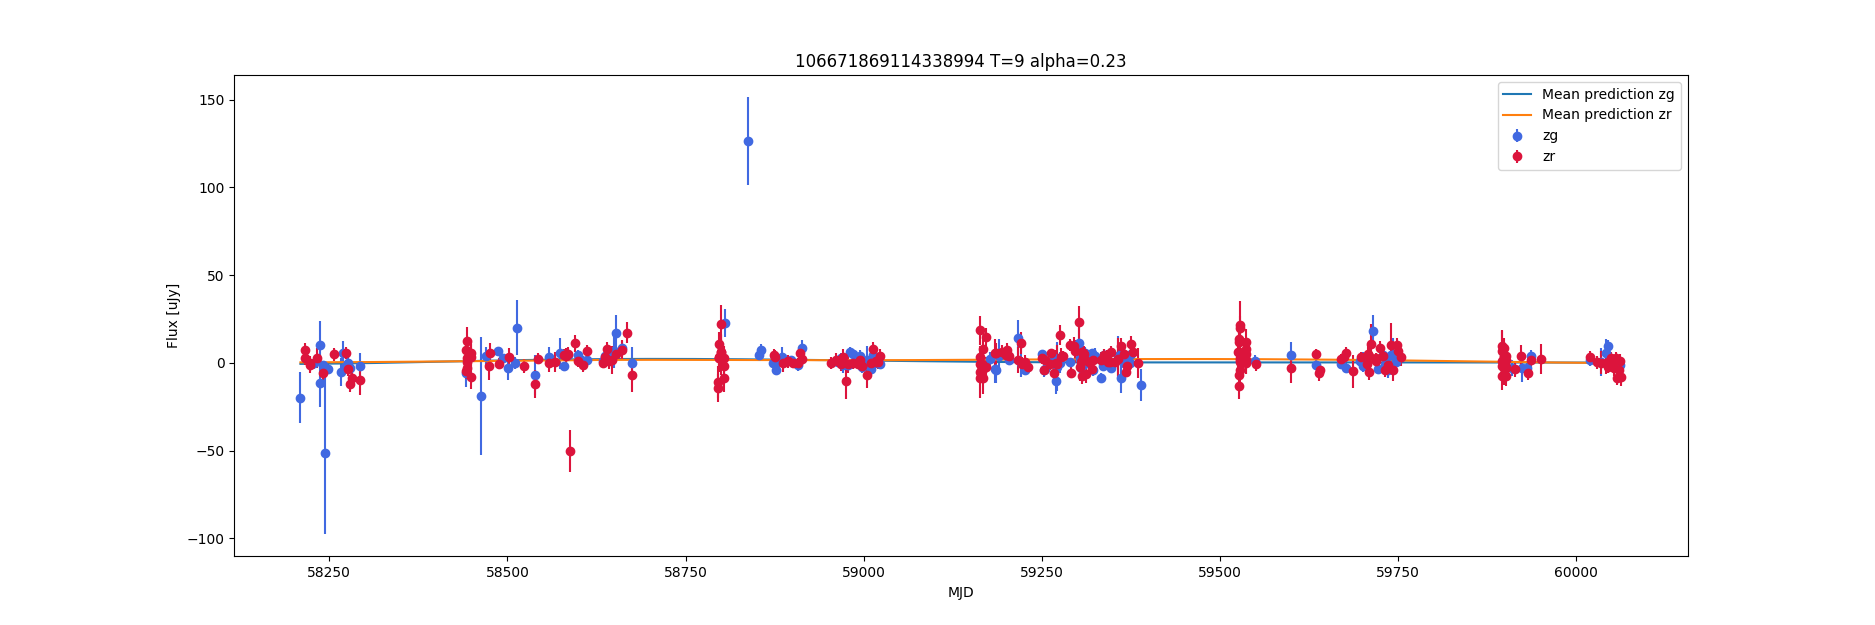 106671869114338994 T=9 alpha=0.23
Mean prediction zg
Mean prediction zr
zg
zr
150
100
50
0
−50
−100
Flux [uJy]
58250 58500 58750 59000 59250 59500 59750 60000
MJD